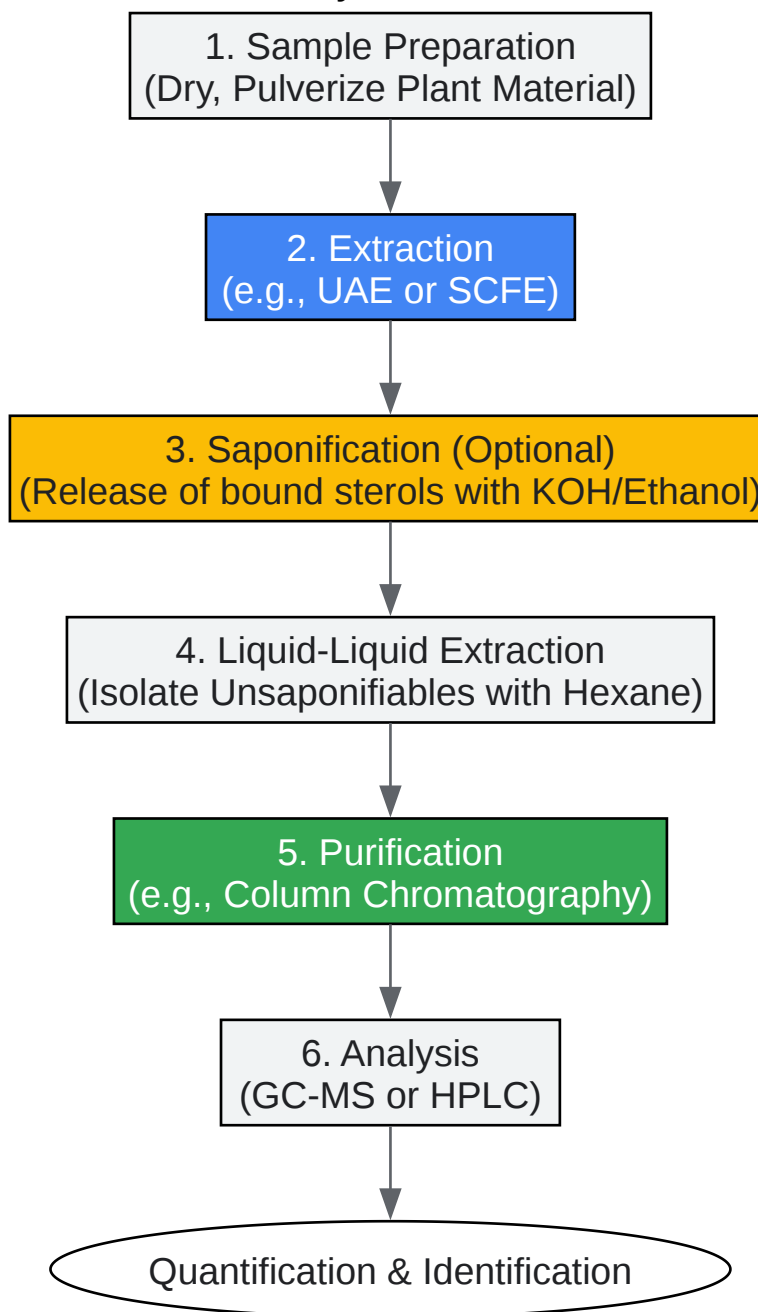 1. Sample Preparation
(Dry, Pulverize Plant Material)
2. Extraction
(e.g., UAE or SCFE)
3. Saponification (Optional)
(Release of bound sterols with KOH/Ethanol)
4. Liquid-Liquid Extraction
(Isolate Unsaponifiables with Hexane)
5. Purification
(e.g., Column Chromatography)
6. Analysis
(GC-MS or HPLC)
Quantification & Identification